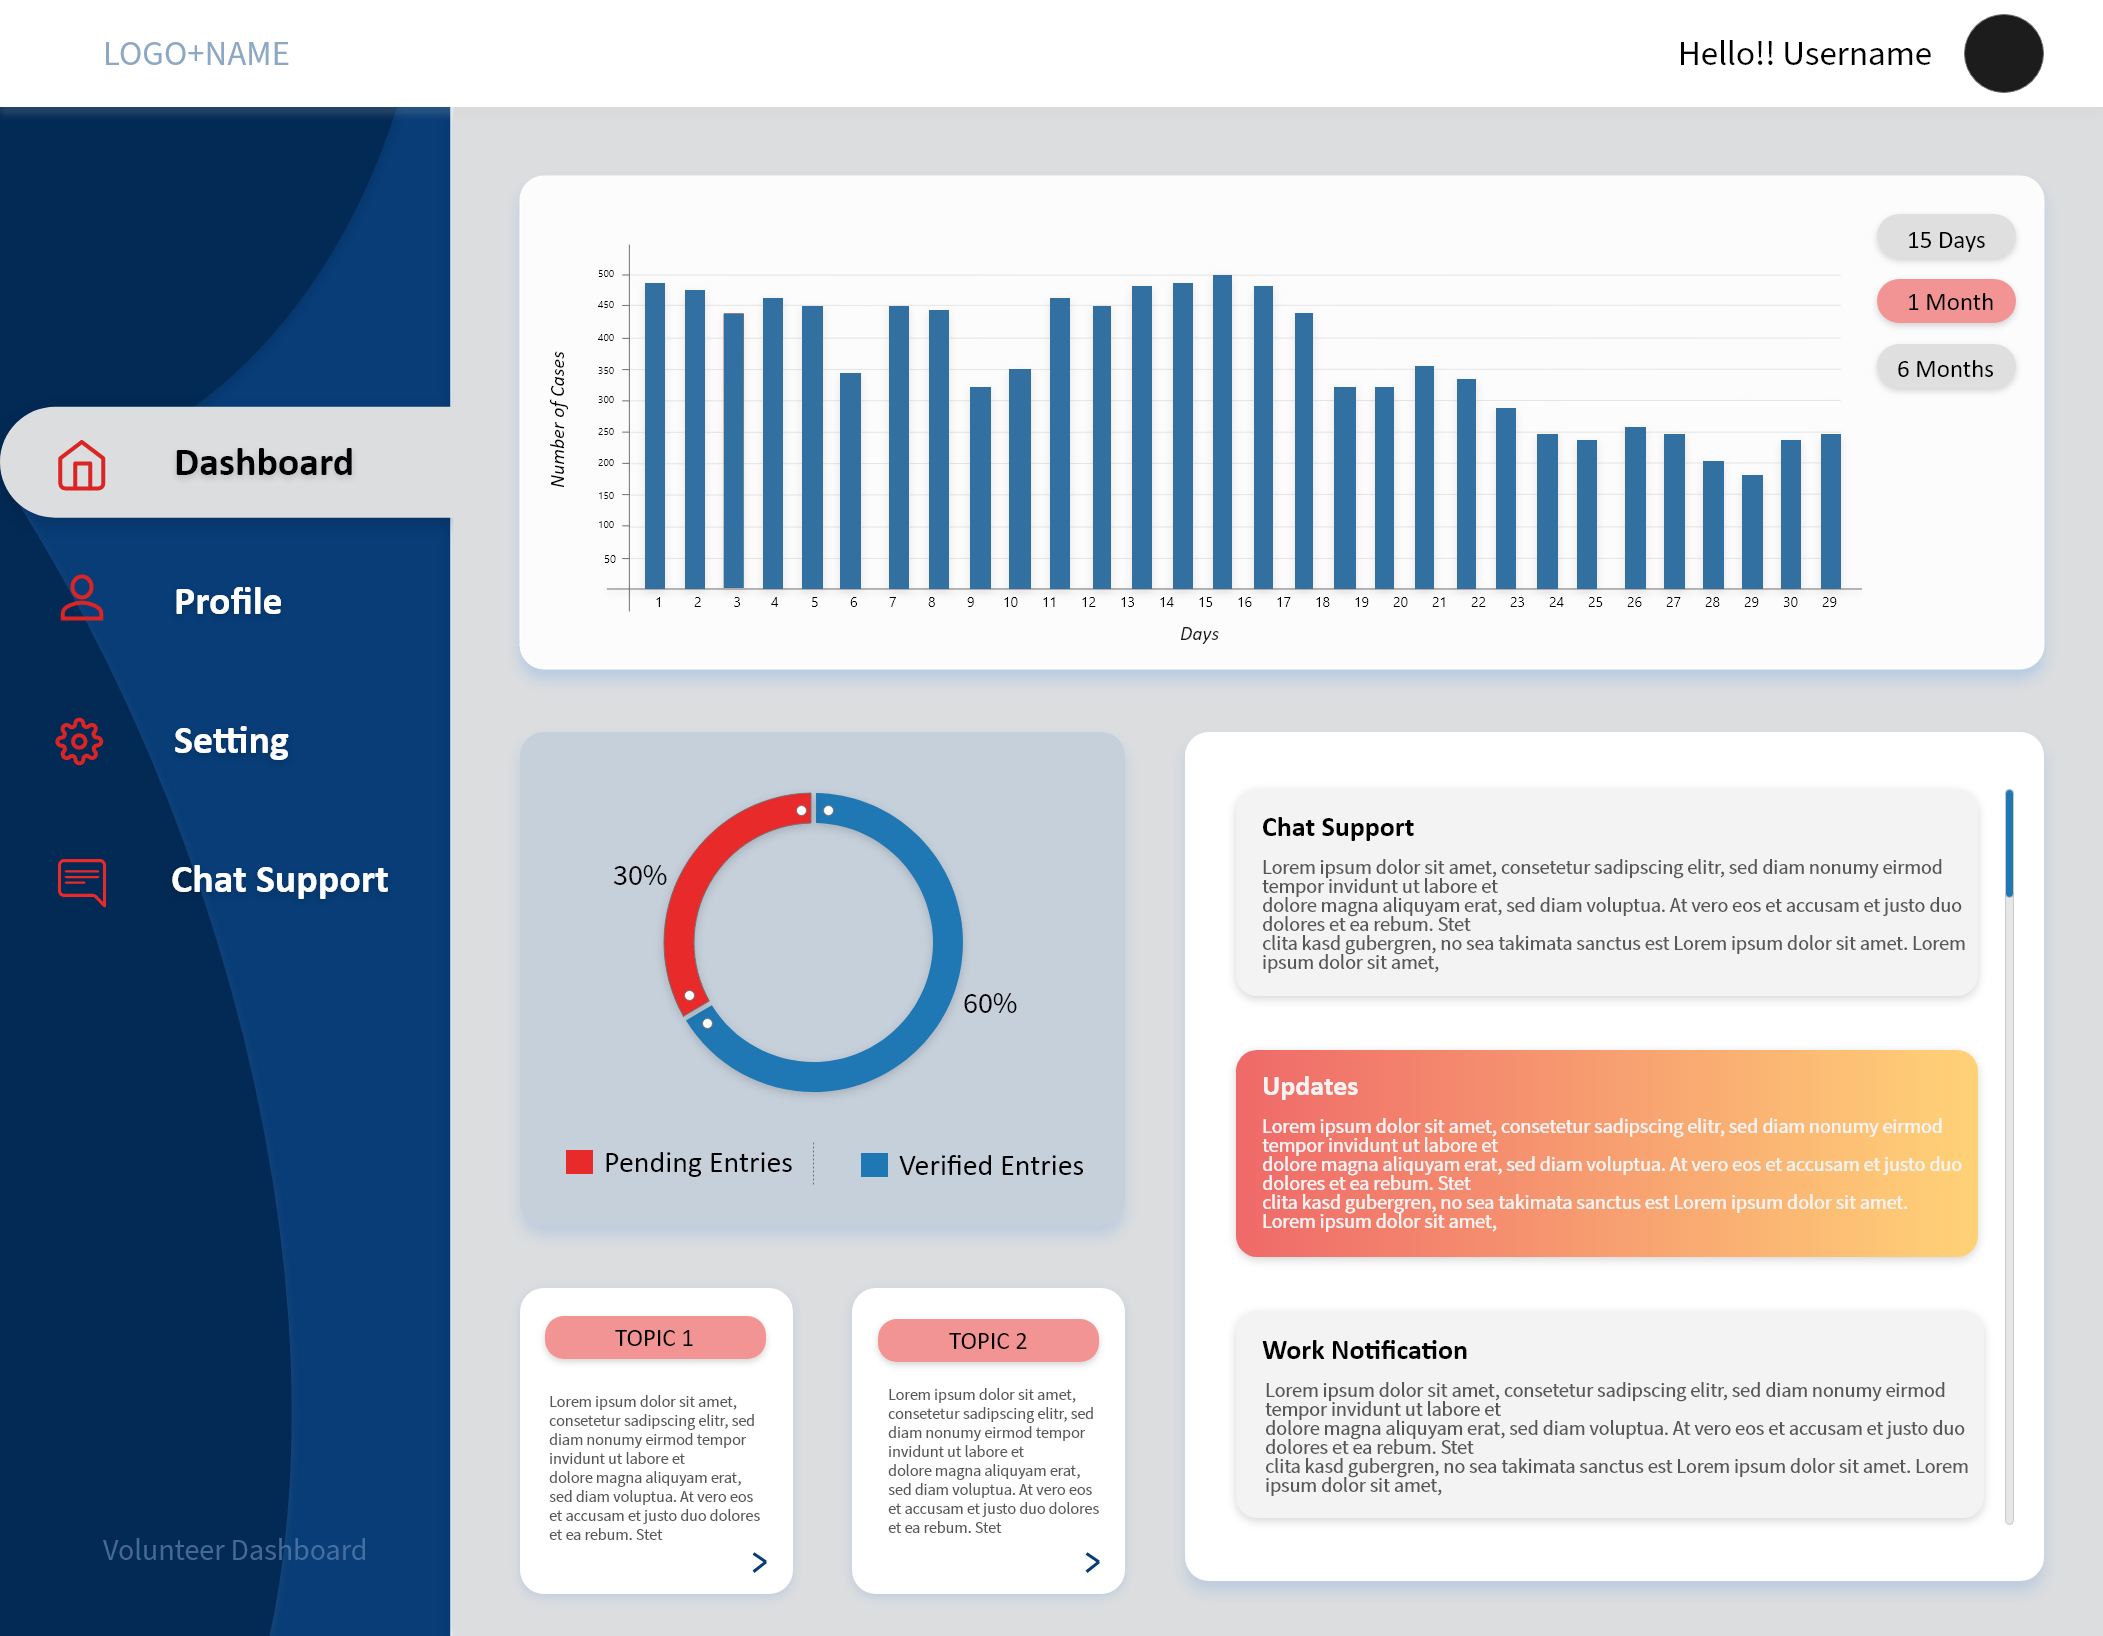 LOGO+NAME
Hello!! Username
Dashboard
Profile
Setting
Chat Support
Volunteer Dashboard
Number of Cases
500
450
400
350
300
250
200
150
100
50
1 2 3 4 5 6 7 8 9 10 11 12 13 14 15 16 17 18 19 20 21 22 23 24 25 26 27 28 29 30 29
Days
15 Days
1 Month
6 Months
30%
60%
Pending Entries
Verified Entries
TOPIC 1
Lorem ipsum dolor sit amet,
consetetur sadipscing elitr, sed
diam nonumy eirmod tempor
invidunt ut labore et
dolore magna aliquyam erat,
sed diam voluptua. At vero eos
et accusam et justo duo dolores
et ea rebum. Stet
>
TOPIC 2
Lorem ipsum dolor sit amet,
consetetur sadipscing elitr, sed
diam nonumy eirmod tempor
invidunt ut labore et
dolore magna aliquyam erat,
sed diam voluptua. At vero eos
et accusam et justo duo dolores
et ea rebum. Stet
>
Chat Support
Lorem ipsum dolor sit amet, consetetur sadipscing elitr, sed diam nonumy eirmod
tempor invidunt ut labore et
dolore magna aliquyam erat, sed diam voluptua. At vero eos et accusam et justo duo
dolores et ea rebum. Stet
clita kasd gubergren, no sea takimata sanctus est Lorem ipsum dolor sit amet. Lorem
ipsum dolor sit amet,
Updates
Lorem ipsum dolor sit amet, consetetur sadipscing elitr, sed diam nonumy eirmod
tempor invidunt ut labore et
dolore magna aliquyam erat, sed diam voluptua. At vero eos et accusam et justo duo
dolores et ea rebum. Stet
clita kasd gubergren, no sea takimata sanctus est Lorem ipsum dolor sit amet.
Lorem ipsum dolor sit amet,
Work Notification
Lorem ipsum dolor sit amet, consetetur sadipscing elitr, sed diam nonumy eirmod
tempor invidunt ut labore et
dolore magna aliquyam erat, sed diam voluptua. At vero eos et accusam et justo duo
dolores et ea rebum. Stet
clita kasd gubergren, no sea takimata sanctus est Lorem ipsum dolor sit amet. Lorem
ipsum dolor sit amet,